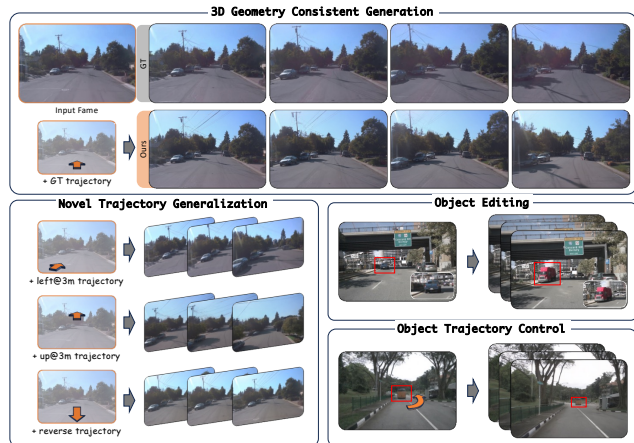 3D Geometry Consistent Generation
GT
Input Fame
Ours
+ GT trajectory
Novel Trajectory Generalization
+ left@3m trajectory
+ up@3m trajectory
+ reverse trajectory
Object Editing
Object Trajectory Control